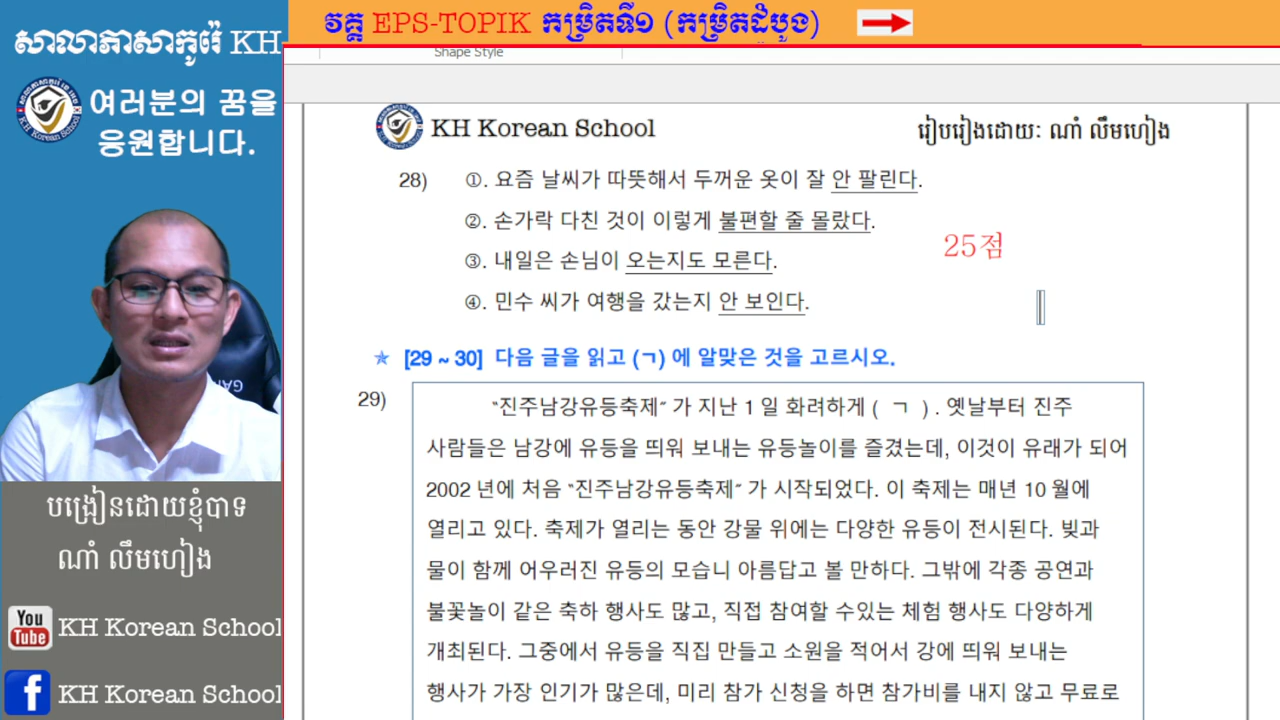 សាលាភាសាកូរ៉េ KH
여러분의 꿈을
응원합니다.
បង្រៀនដោយខ្ញុំបាទ
ណាំ លឹមហៀង
You Tube KH Korean School
KH Korean School
វគ្គ EPS-TOPIK កម្រិតទី១ (កម្រិតដំបូង)
Shape Style
KH Korean School
រៀបរៀងដោយ: ណាំ លឹមហៀង
28) ①. 요즘 날씨가 따뜻해서 두꺼운 옷이 잘 안 팔린다.
②. 손가락 다친 것이 이렇게 불편할 줄 몰랐다.
③. 내일은 손님이 오는지도 모른다.
④. 민수 씨가 여행을 갔는지 안 보인다.
25점
[29 ~ 30] 다음 글을 읽고 (ㄱ) 에 알맞은 것을 고르시오.
29) "진주남강유등축제" 가 지난 1 일 화려하게 ( ㄱ ) . 옛날부터 진주
사람들은 남강에 유등을 띄워 보내는 유등놀이를 즐겼는데, 이것이 유래가 되어
2002 년에 처음 "진주남강유등축제" 가 시작되었다. 이 축제는 매년 10 월에
열리고 있다. 축제가 열리는 동안 강물 위에는 다양한 유등이 전시된다. 빛과
물이 함께 어우러진 유등의 모습니 아름답고 볼 만하다. 그밖에 각종 공연과
불꽃놀이 같은 축하 행사도 많고, 직접 참여할 수있는 체험 행사도 다양하게
개최된다. 그중에서 유등을 직집 만들고 소원을 적어서 강에 띄워 보내는
행사가 가장 인기가 많은데, 미리 참가 신청을 하면 참가비를 내지 않고 무료로